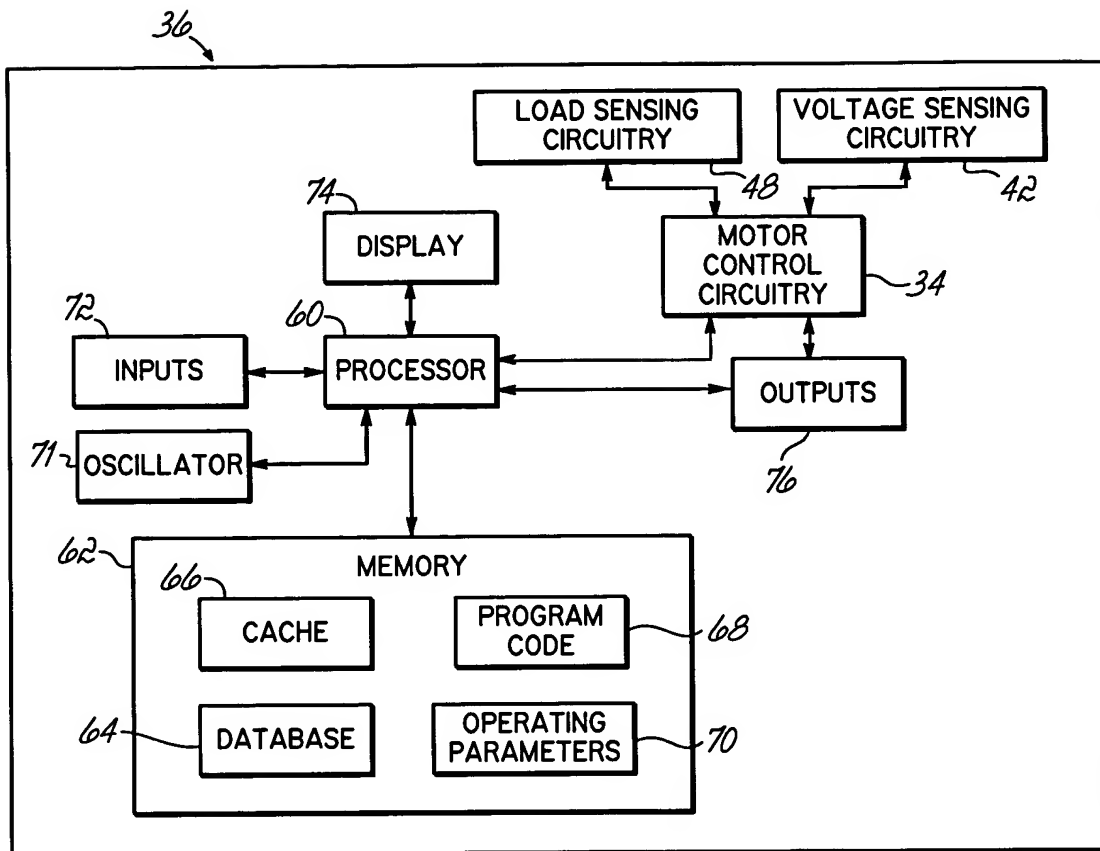 36
LOAD SENSING
CIRCUITRY
48
VOLTAGE SENSING
CIRCUITRY
42
74
DISPLAY
MOTOR
CONTROL
CIRCUITRY
34
72
INPUTS
60
PROCESSOR
OUTPUTS
76
71
OSCILLATOR
62
MEMORY
66
CACHE
PROGRAM
CODE
68
64
DATABASE
OPERATING
PARAMETERS
70